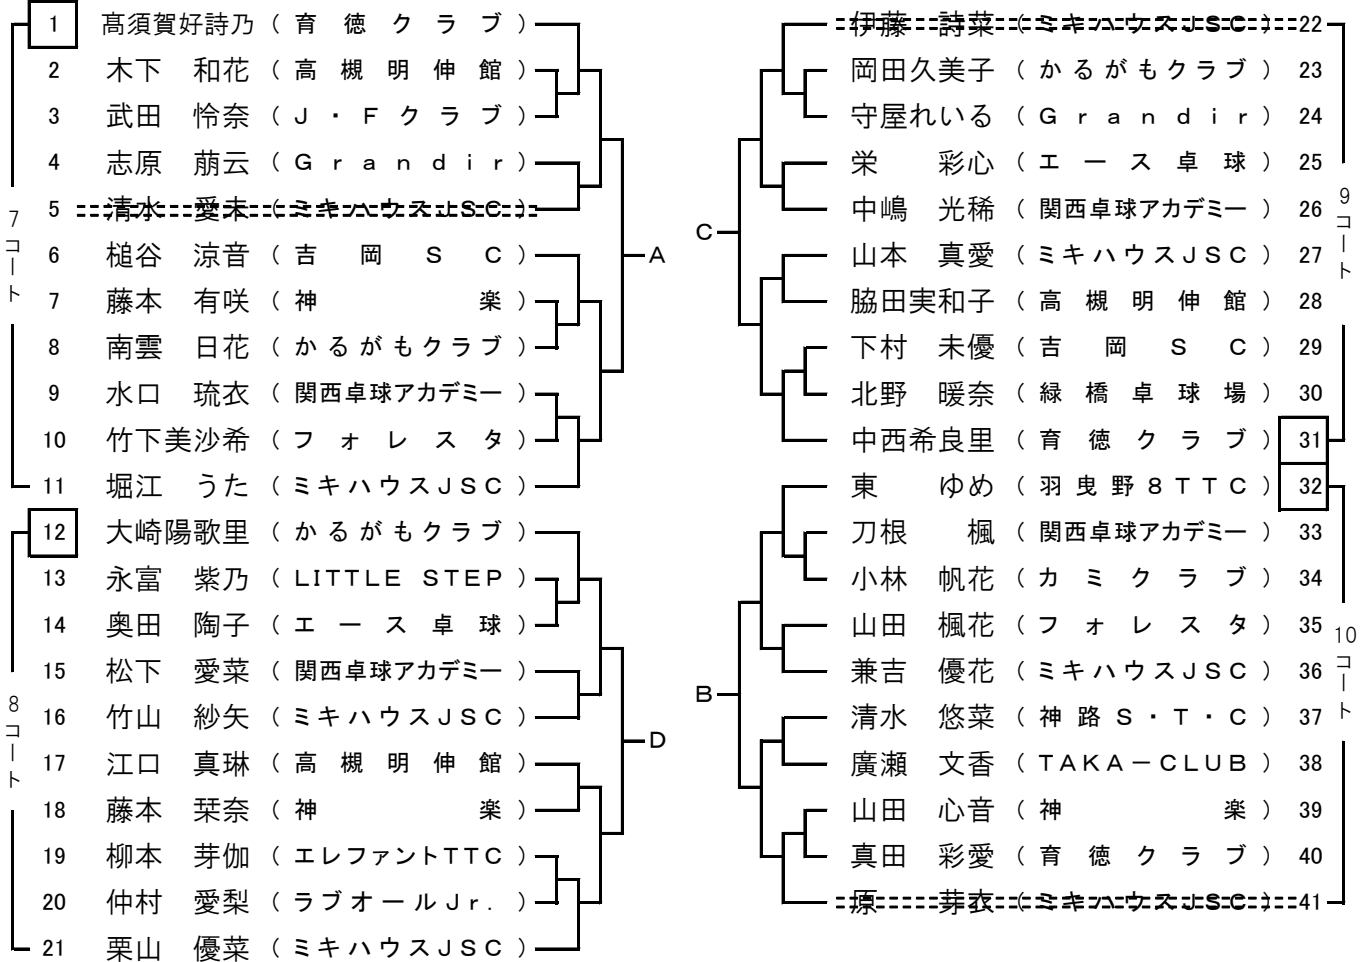 1 髙須賀好詩乃 ( 育徳クラブ )
2 木下 和花 ( 高槻明伸館 )
3 武田 怜奈 ( J・Fクラブ )
4 志原 萠云 ( Grandir )
5 清水 愛未 ( ミキハウスJSC )
6 槌谷 涼音 ( 吉岡SC )
7 藤本 有咲 ( 神楽 )
8 南雲 日花 ( かるがもクラブ )
9 水口 琉衣 ( 関西卓球アカデミー )
10 竹下美沙希 ( フォレスタ )
11 堀江 うた ( ミキハウスJSC )
7コート
A
12 大崎陽歌里 ( かるがもクラブ )
13 永富 紫乃 ( LITTLE STEP )
14 奥田 陶子 ( エース卓球 )
15 松下 愛菜 ( 関西卓球アカデミー )
16 竹山 紗矢 ( ミキハウスJSC )
17 江口 真琳 ( 高槻明伸館 )
18 藤本 栞奈 ( 神楽 )
19 柳本 芽伽 ( エレファントTTC )
20 仲村 愛梨 ( ラブオールJr. )
21 栗山 優菜 ( ミキハウスJSC )
8コート
D
伊藤 詩菜 ( ミキハウスJSC ) 22
岡田久美子 ( かるがもクラブ ) 23
守屋れいる ( Grandir ) 24
栄 彩心 ( エース卓球 ) 25
中嶋 光稀 ( 関西卓球アカデミー ) 26
山本 真愛 ( ミキハウスJSC ) 27
脇田実和子 ( 高槻明伸館 ) 28
下村 未優 ( 吉岡SC ) 29
北野 暖奈 ( 緑橋卓球場 ) 30
中西希良里 ( 育徳クラブ ) 31
9コート
C
東 ゆめ ( 羽曳野8TTC ) 32
刀根 楓 ( 関西卓球アカデミー ) 33
小林 帆花 ( カミクラブ ) 34
山田 楓花 ( フォレスタ ) 35
兼吉 優花 ( ミキハウスJSC ) 36
清水 悠菜 ( 神路S・T・C ) 37
廣瀬 文香 ( TAKA－CLUB ) 38
山田 心音 ( 神楽 ) 39
真田 彩愛 ( 育徳クラブ ) 40
原 芽衣 ( ミキハウスJSC ) 41
10コート
B